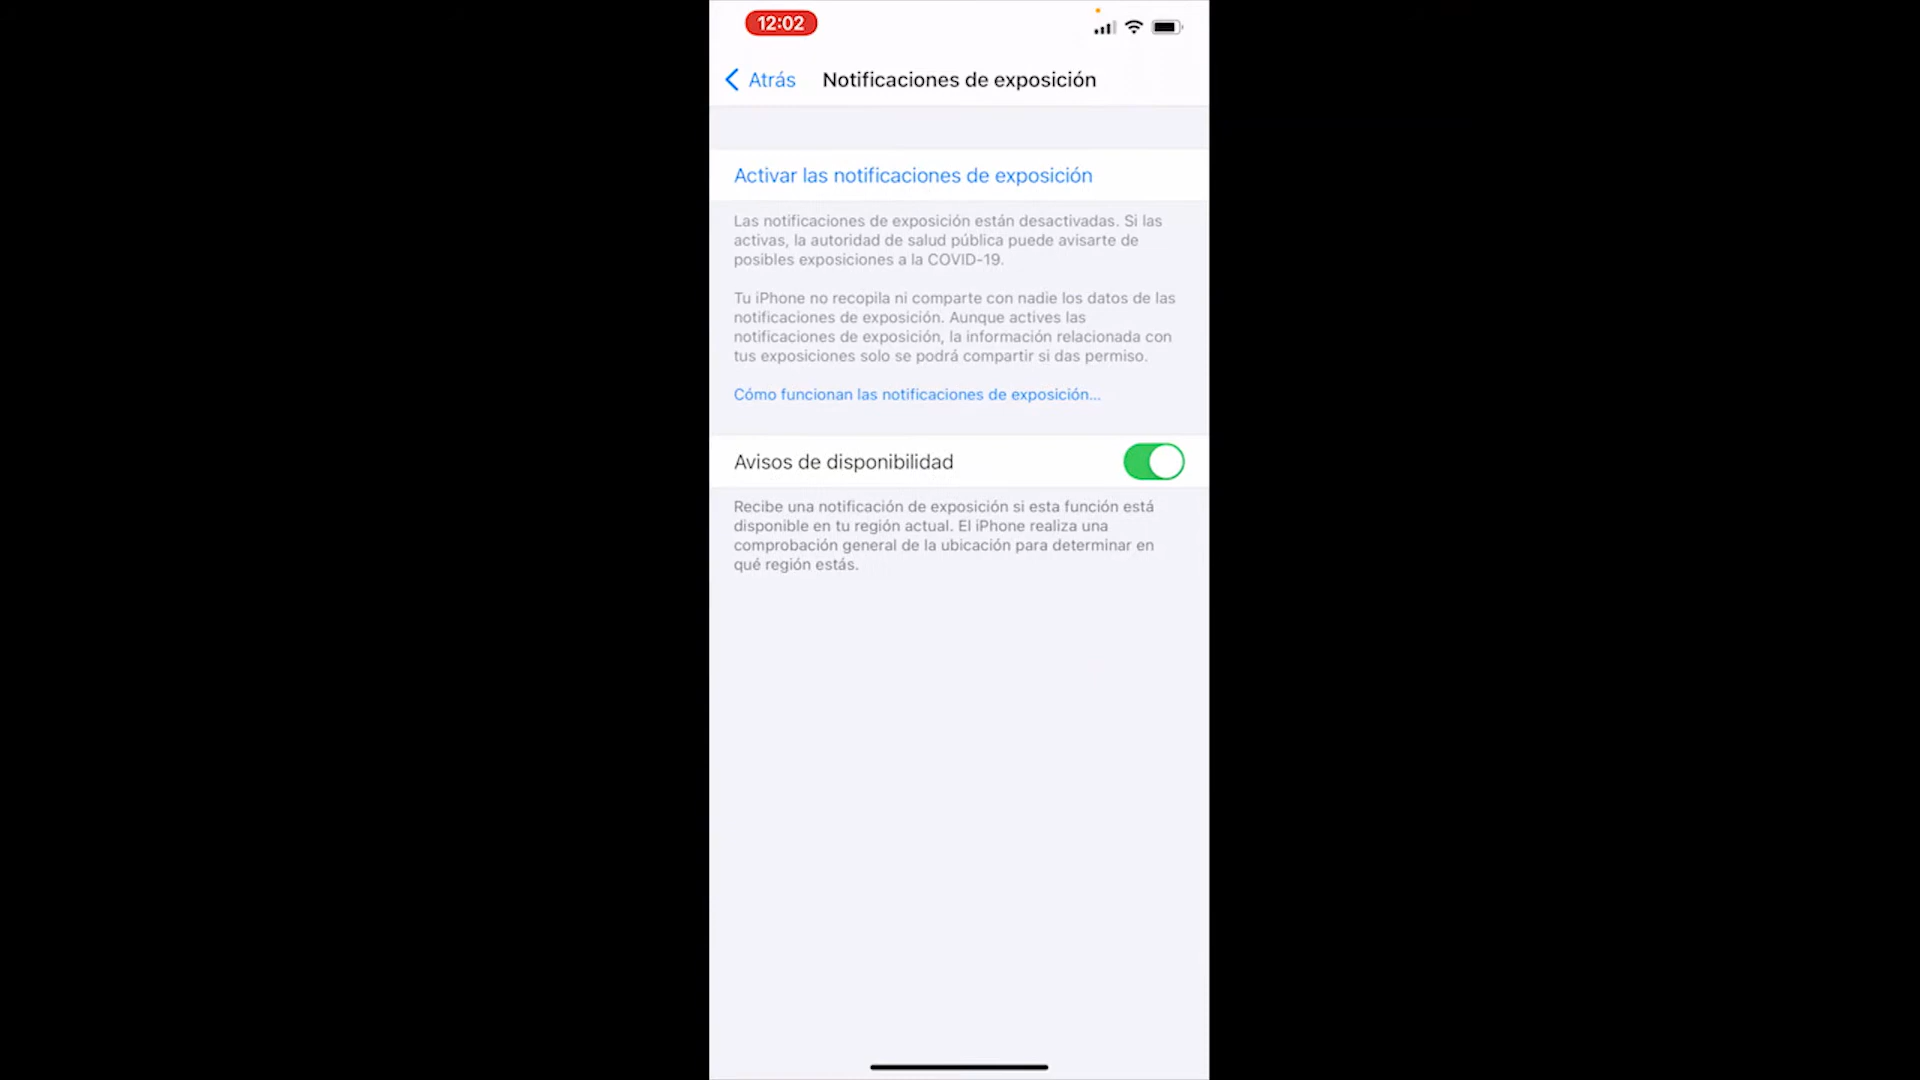 12:02
Atrás
Notificaciones de exposición
Activar las notificaciones de exposición
Las notificaciones de exposición están desactivadas. Si las
activas, la autoridad de salud pública puede avisarte de
posibles exposiciones a la COVID-19.
Tu iPhone no recopila ni comparte con nadie los datos de las
notificaciones de exposición. Aunque actives las
notificaciones de exposición, la información relacionada con
tus exposiciones solo se podrá compartir si das permiso.
Cómo funcionan las notificaciones de exposición...
Avisos de disponibilidad
Recibe una notificación de exposición si esta función está
disponible en tu región actual. El iPhone realiza una
comprobación general de la ubicación para determinar en
qué región estás.